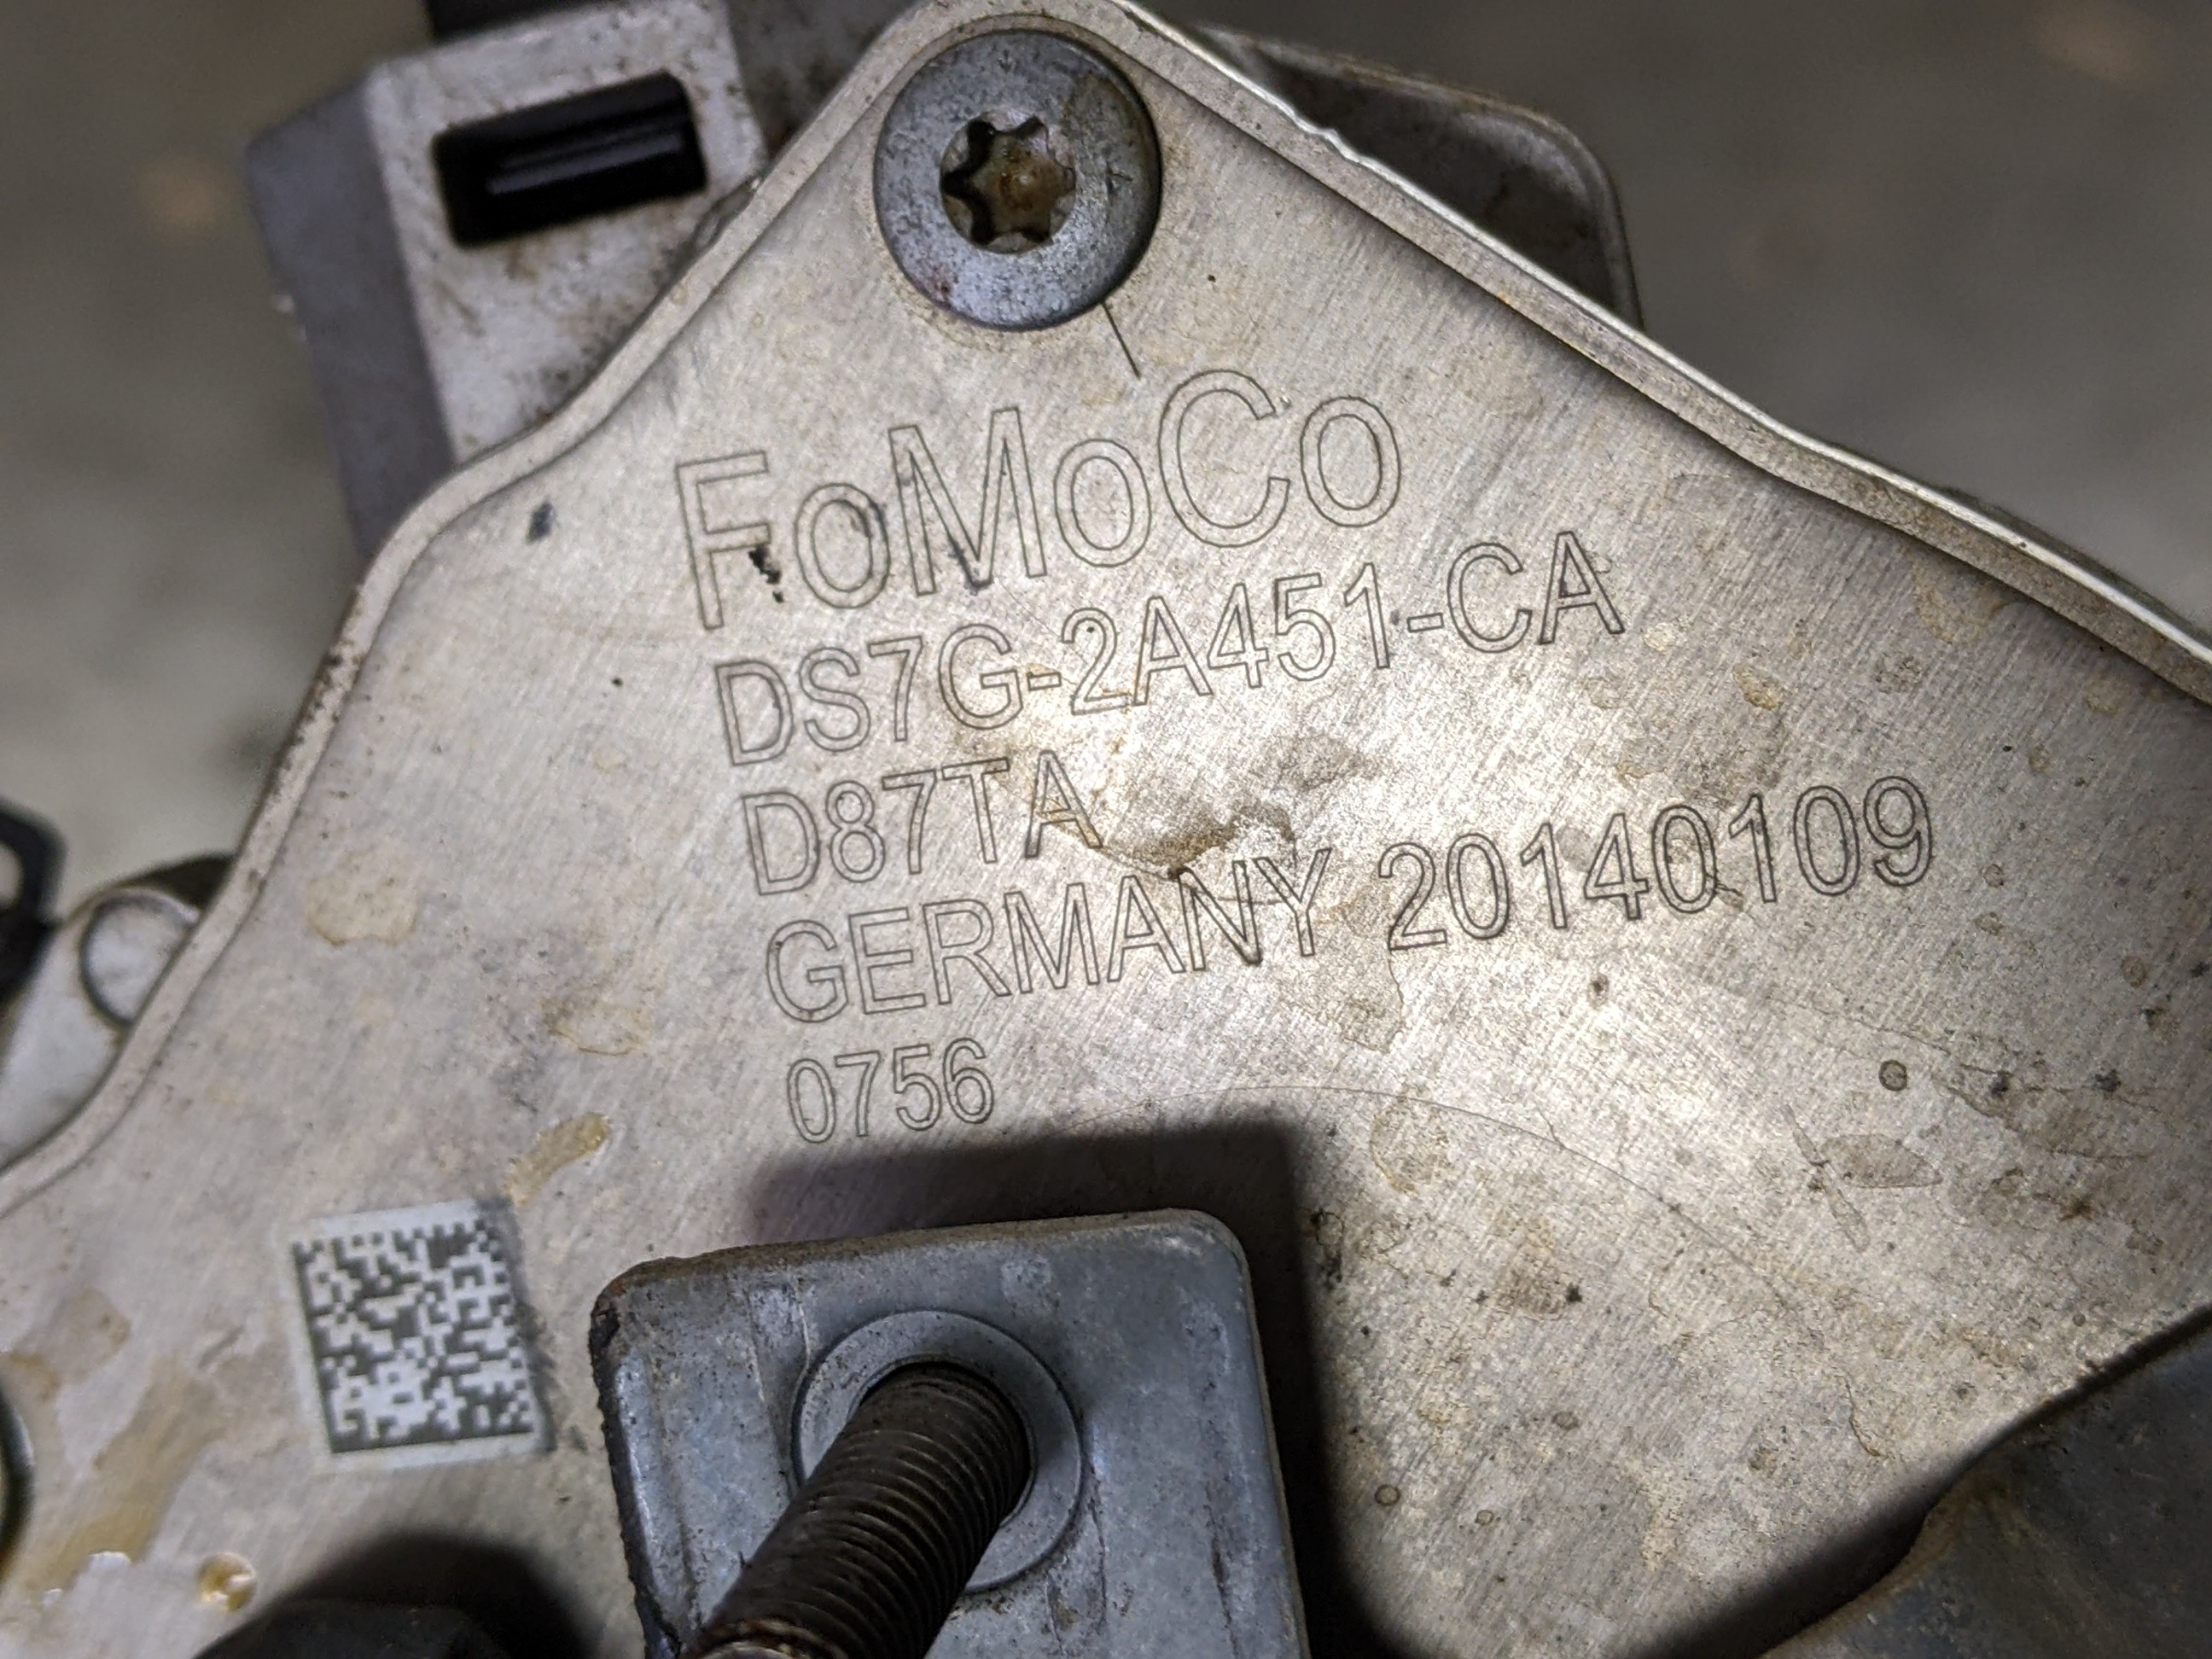 FoMoCo
DS7G-2A451-CA
D87TA
GERMANY 20140109
0756